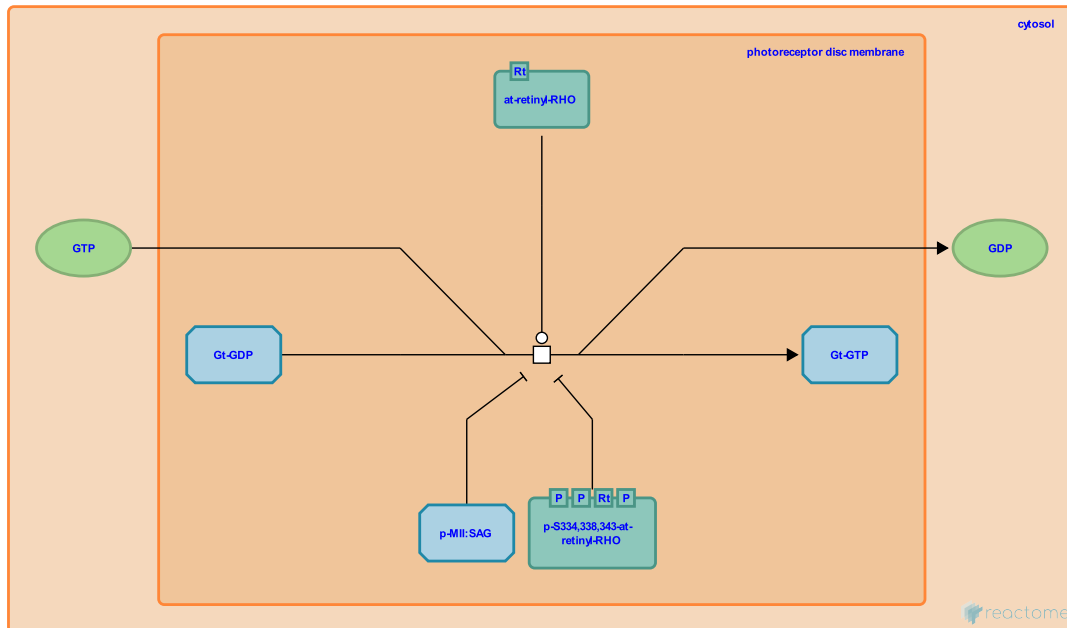 cytosol
photoreceptor disc membrane
Rt
at-retinyl-RHO
GTP
GDP
Gt-GDP
Gt-GTP
P P Rt P
p-MII:SAG
p-S334,338,343-at-
retinyl-RHO
reactome